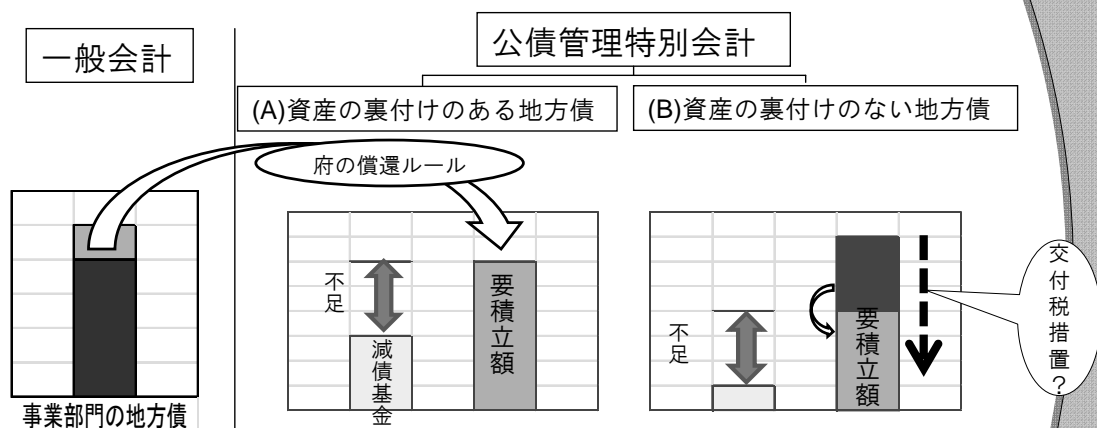 一般会計
公債管理特別会計
(A)資産の裏付けのある地方債
(B)資産の裏付けのない地方債
府の償還ルール
不足
減債基金
要積立額
不足
要積立額
交付税措置?
事業部門の地方債